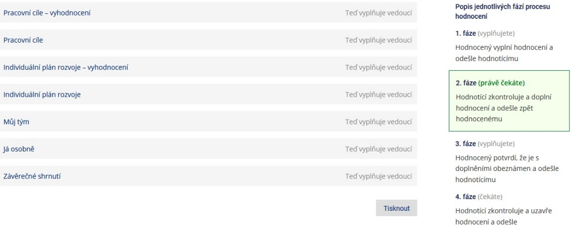 Pracovní cíle – vyhodnocení Teď vyplňuje vedoucí
Pracovní cíle Teď vyplňuje vedoucí
Individuální plán rozvoje – vyhodnocení Teď vyplňuje vedoucí
Individuální plán rozvoje Teď vyplňuje vedoucí
Můj tým Teď vyplňuje vedoucí
Já osobně Teď vyplňuje vedoucí
Závěrečné shrnutí Teď vyplňuje vedoucí
Tisknout
Popis jednotlivých fází procesu
hodnocení
1. fáze (vyplňujete)
Hodnocený vyplní hodnocení a
odešle hodnotícímu
2. fáze (právě čekáte)
Hodnotící zkontroluje a doplní
hodnocení a odešle zpět
hodnocenému
3. fáze (vyplňujete)
Hodnocený potvrdí, že je s
doplněními obeznámen a odešle
hodnotícímu
4. fáze (čekáte)
Hodnotící zkontroluje a uzavře
hodnocení a odešle